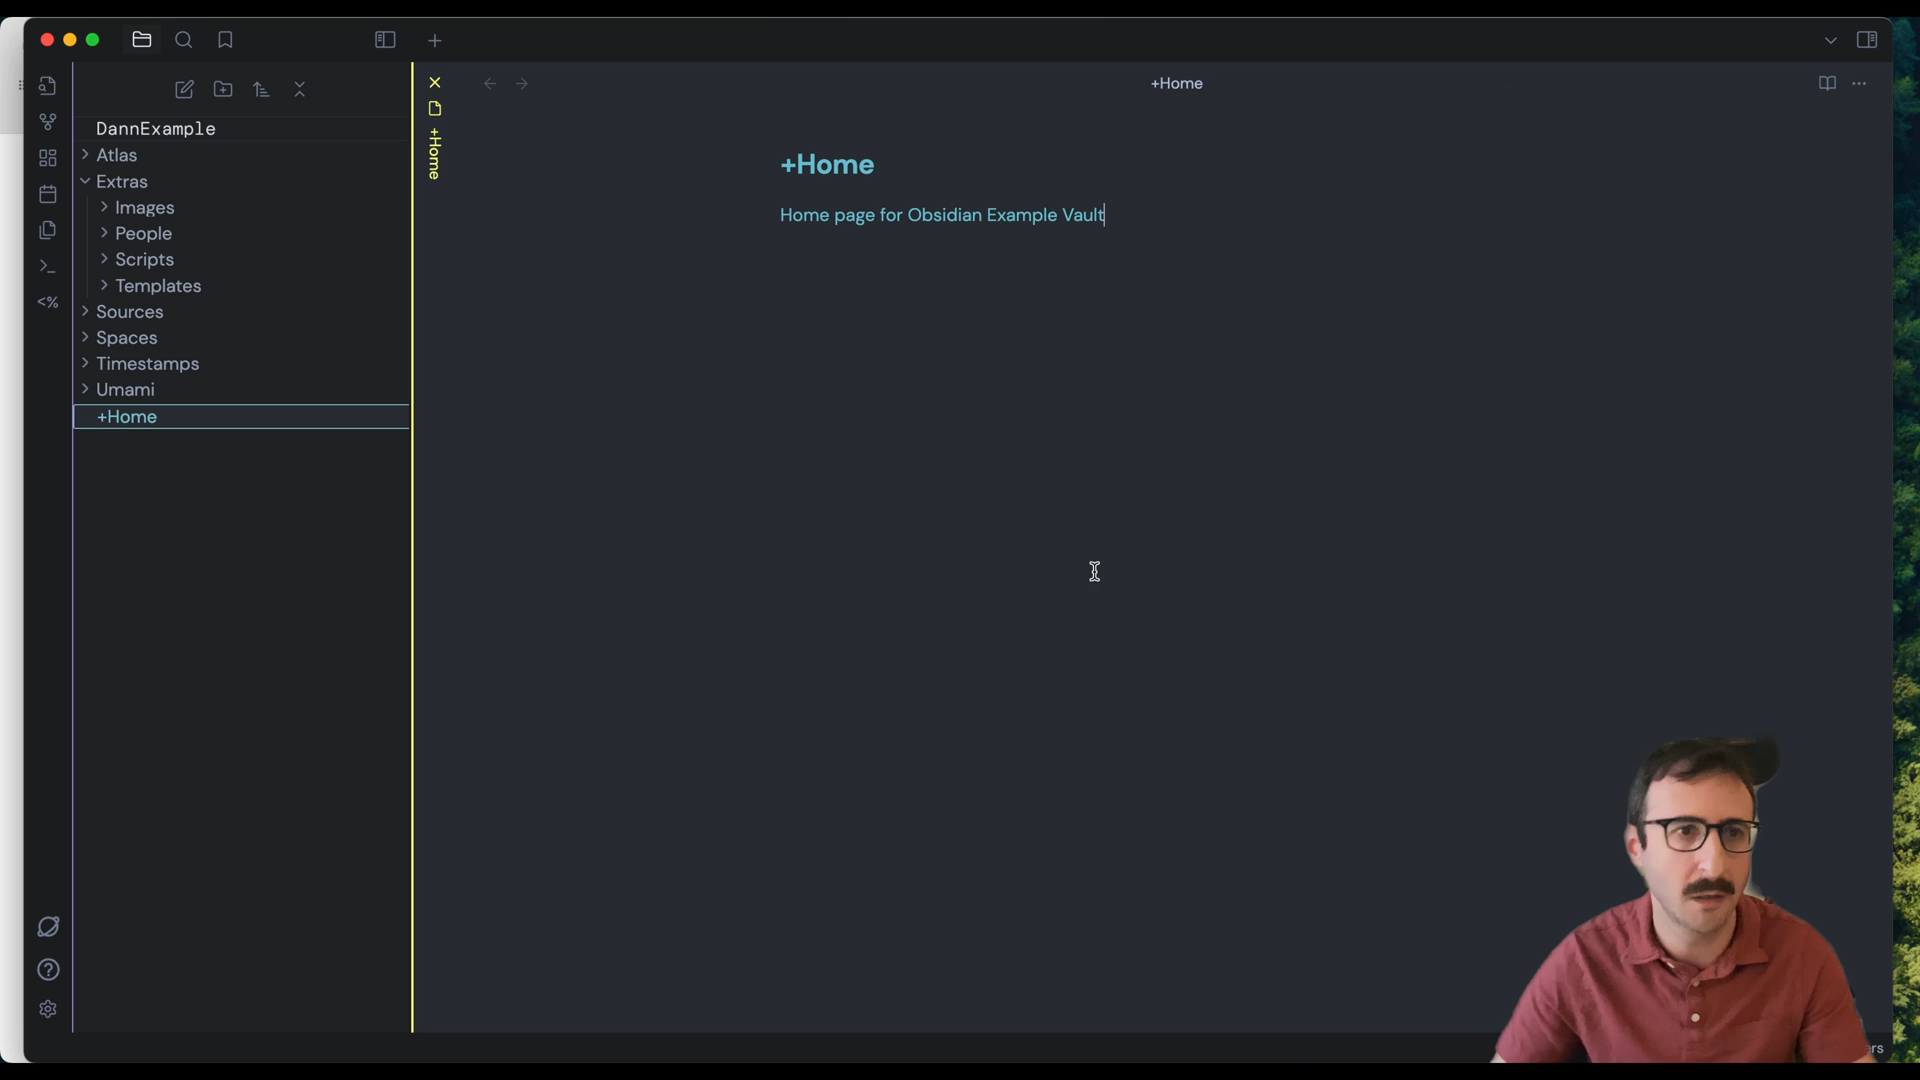 +Home
DannExample
Atlas
Extras
Images
People
Scripts
Templates
Sources
Spaces
Timestamps
Umami
+Home
+Home
+Home
Home page for Obsidian Example Vault
<%